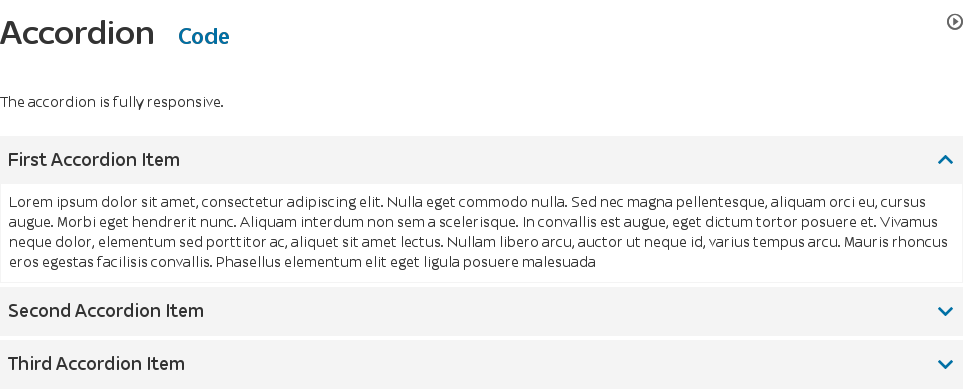 Accordion Code
The accordion is fully responsive.
First Accordion Item
Lorem ipsum dolor sit amet, consectetur adipiscing elit. Nulla eget commodo nulla. Sed nec magna pellentesque, aliquam orci eu, cursus
augue. Morbi eget hendrerit nunc. Aliquam interdum non sem a scelerisque. In convallis est augue, eget dictum tortor posuere et. Vivamus
neque dolor, elementum sed porttitor ac, aliquet sit amet lectus. Nullam libero arcu, auctor ut neque id, varius tempus arcu. Mauris rhoncus
eros egestas facilisis convallis. Phasellus elementum elit eget ligula posuere malesuada
Second Accordion Item
Third Accordion Item